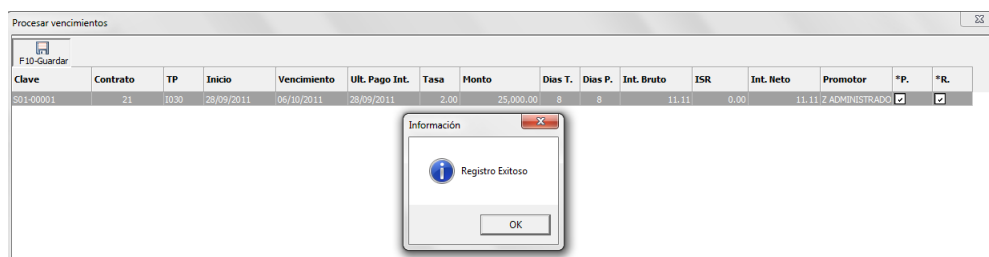 Procesar vencimientos
F10-Guardar
Clave Contrato TP Inicio Vencimiento Ult. Pago Int. Tasa Monto Dias T. Dias P. Int. Bruto ISR Int. Neto Promotor *P. *R.
S01-00001 21 I030 28/09/2011 06/10/2011 28/09/2011 2.00 25,000.00 8 8 11.11 0.00 11.11 Z ADMINISTRADO
Información
Registro Exitoso
OK